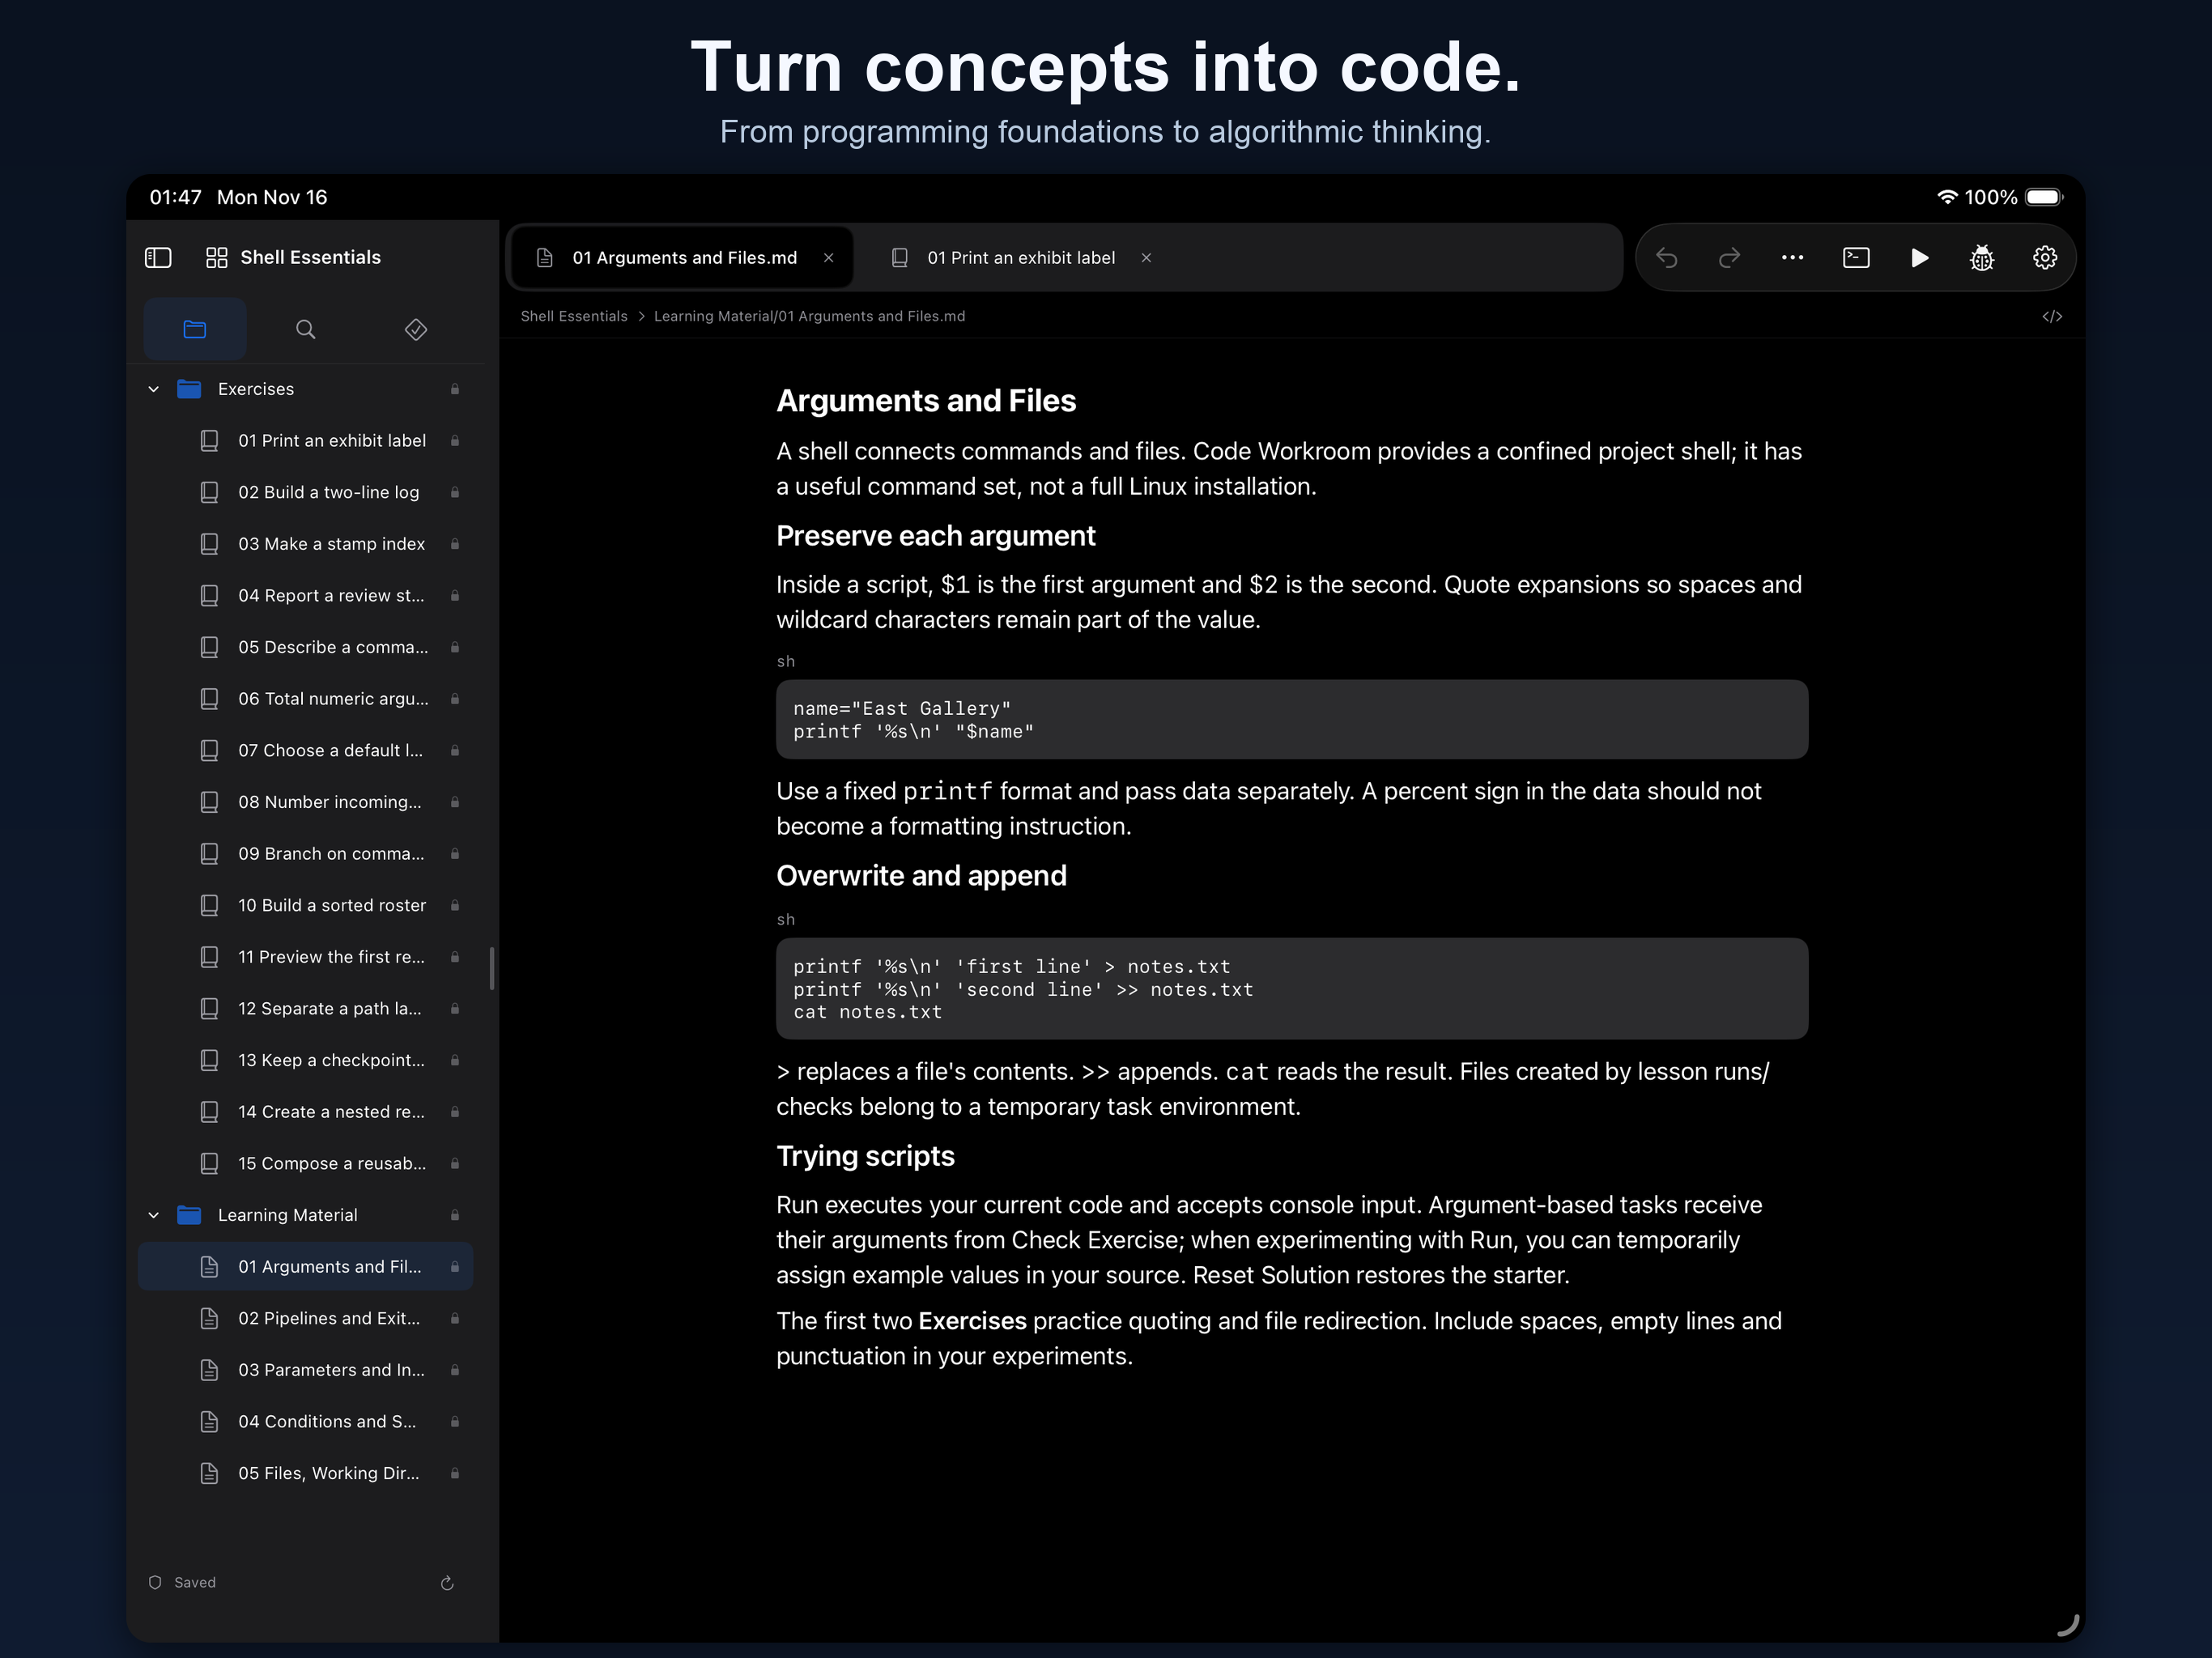 Turn concepts into code.
From programming foundations to algorithmic thinking.
01:47 Mon Nov 16
100%
Shell Essentials
01 Arguments and Files.md
01 Print an exhibit label
Shell Essentials > Learning Material/01 Arguments and Files.md
</>
Exercises
01 Print an exhibit label
02 Build a two-line log
03 Make a stamp index
04 Report a review st...
05 Describe a comma...
06 Total numeric argu...
07 Choose a default l...
08 Number incoming...
09 Branch on comma...
10 Build a sorted roster
11 Preview the first re...
12 Separate a path la...
13 Keep a checkpoint...
14 Create a nested re...
15 Compose a reusab...
Learning Material
01 Arguments and Fil...
02 Pipelines and Exit...
03 Parameters and In...
04 Conditions and S...
05 Files, Working Dir...
Saved
Arguments and Files
A shell connects commands and files. Code Workroom provides a confined project shell; it has
a useful command set, not a full Linux installation.
Preserve each argument
Inside a script, $1 is the first argument and $2 is the second. Quote expansions so spaces and
wildcard characters remain part of the value.
sh
name="East Gallery"
printf '%s\n' "$name"
Use a fixed printf format and pass data separately. A percent sign in the data should not
become a formatting instruction.
Overwrite and append
sh
printf '%s\n' 'first line' > notes.txt
printf '%s\n' 'second line' >> notes.txt
cat notes.txt
> replaces a file's contents. >> appends. cat reads the result. Files created by lesson runs/
checks belong to a temporary task environment.
Trying scripts
Run executes your current code and accepts console input. Argument-based tasks receive
their arguments from Check Exercise; when experimenting with Run, you can temporarily
assign example values in your source. Reset Solution restores the starter.
The first two Exercises practice quoting and file redirection. Include spaces, empty lines and
punctuation in your experiments.